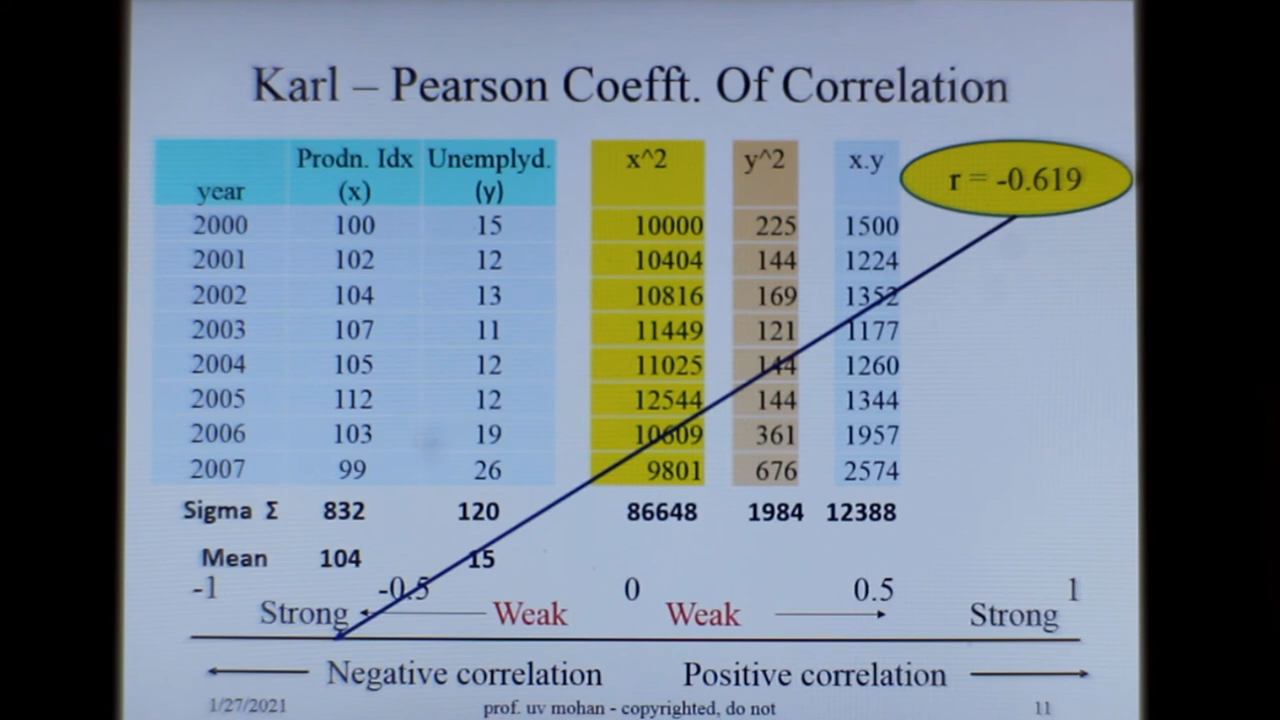 Karl – Pearson Coefft. Of Correlation
Prodn. Idx Unemplyd. x^2 y^2 x.y
year (x) (y)
r = -0.619
2000 100 15 10000 225 1500
2001 102 12 10404 144 1224
2002 104 13 10816 169 1352
2003 107 11 11449 121 1177
2004 105 12 11025 144 1260
2005 112 12 12544 144 1344
2006 103 19 10609 361 1957
2007 99 26 9801 676 2574
Sigma Σ 832 120 86648 1984 12388
Mean 104 15
-1 -0.5 0 0.5 1
Strong Weak Weak Strong
Negative correlation Positive correlation
1/27/2021 prof. uv mohan - copyrighted, do not 11